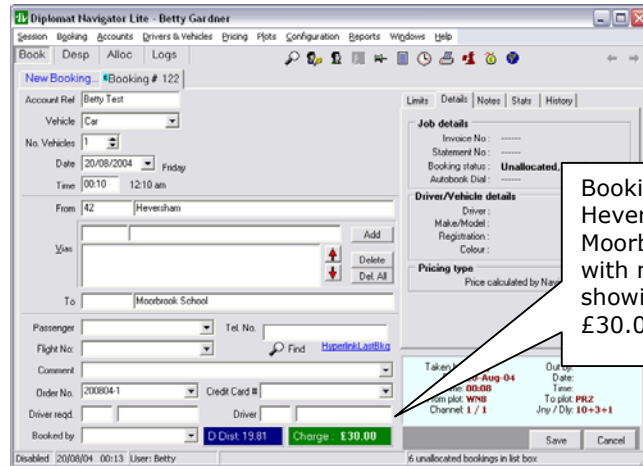 Diplomat Navigator Lite - Betty Gardner
Session Booking Accounts Drivers & Vehicles Pricing Plots Configuration Reports Windows Help
Book Desp Alloc Logs
New Booking... Booking # 122
Account Ref Betty Test
Vehicle Car
No. Vehicles 1
Date 20/08/2004 Friday
Time 00:10 12:10 am
From 42 Heversham
Vias
Add
Delete
Del. All
To Moorbrook School
Passenger Tel. No.
Flight No: Find HyperlinkLastBkg
Comment
Order No. 200804-1 Credit Card #
Driver reqd. Driver
Booked by D Dist. 19.81 Charge : £30.00
Limits Details Notes Stats History
Job details
Invoice No : ------
Statement No : ------
Booking status : Unallocated,
Autobook Dial : ------
Driver/Vehicle details
Driver :
Make/Model :
Registration :
Colour :
Pricing type
Price calculated by Navi
Heve
Moorb
with
showi
£30.0
Out by:
-Aug-04 Date:
00:08 Time:
plot: WN8 To plot: PR2
Channel: 1 / 1 Jny / Dly: 10+3+1
Save Cancel
Disabled 20/08/04 00:13 User: Betty 6 unallocated bookings in list box